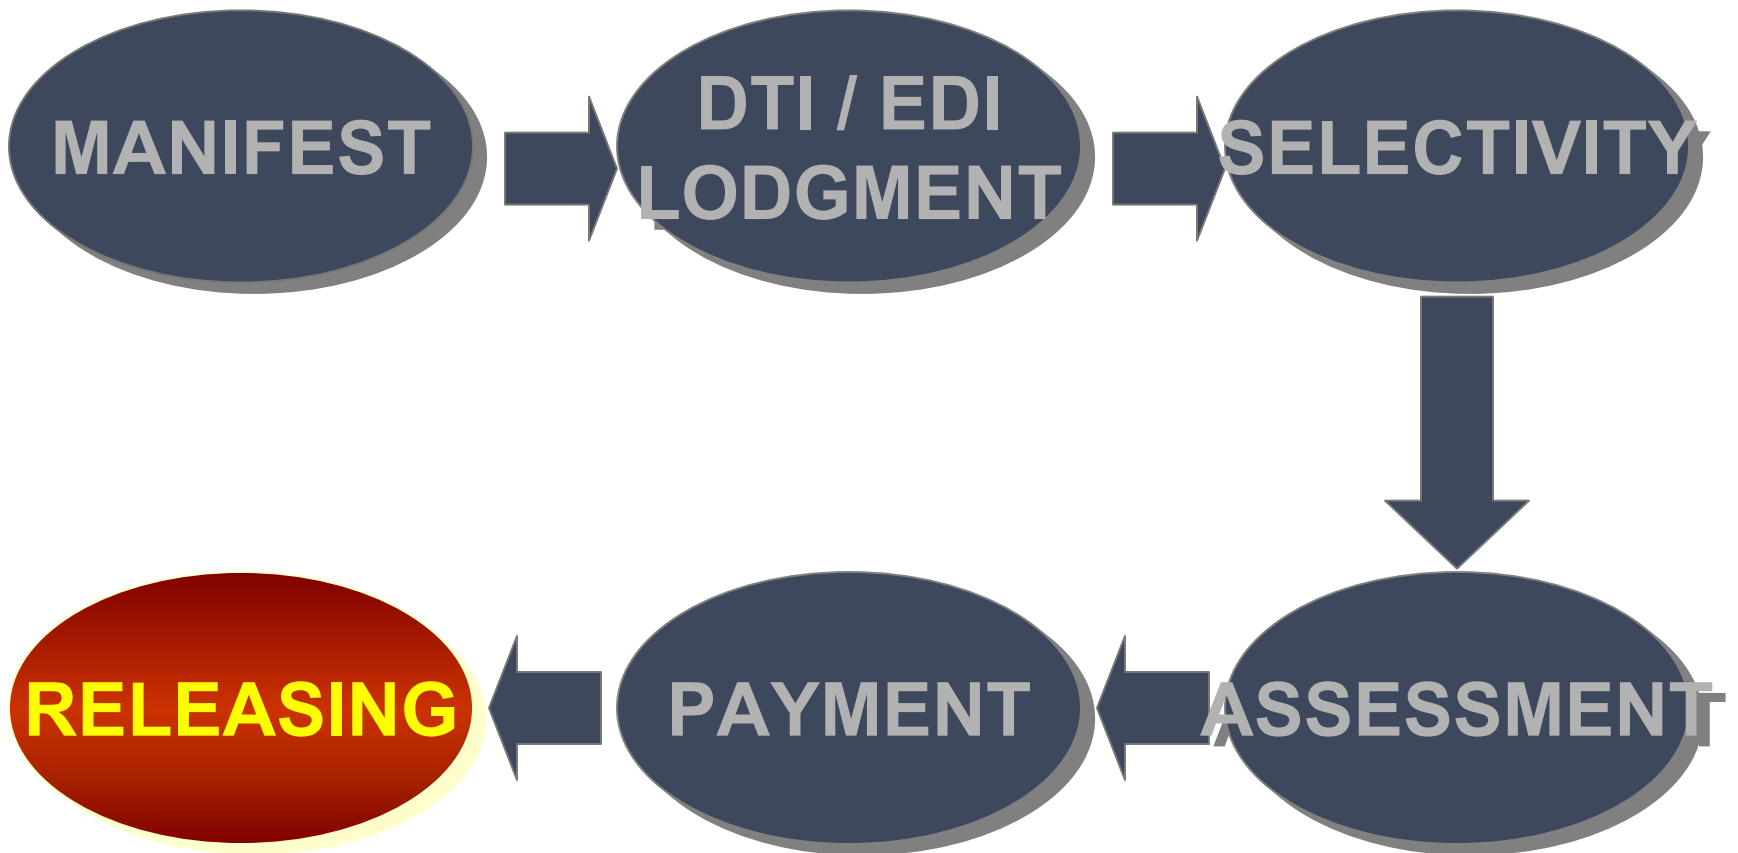 MANIFEST
DTI / EDI
LODGMENT
SELECTIVITY
ASSESSMENT
PAYMENT
RELEASING